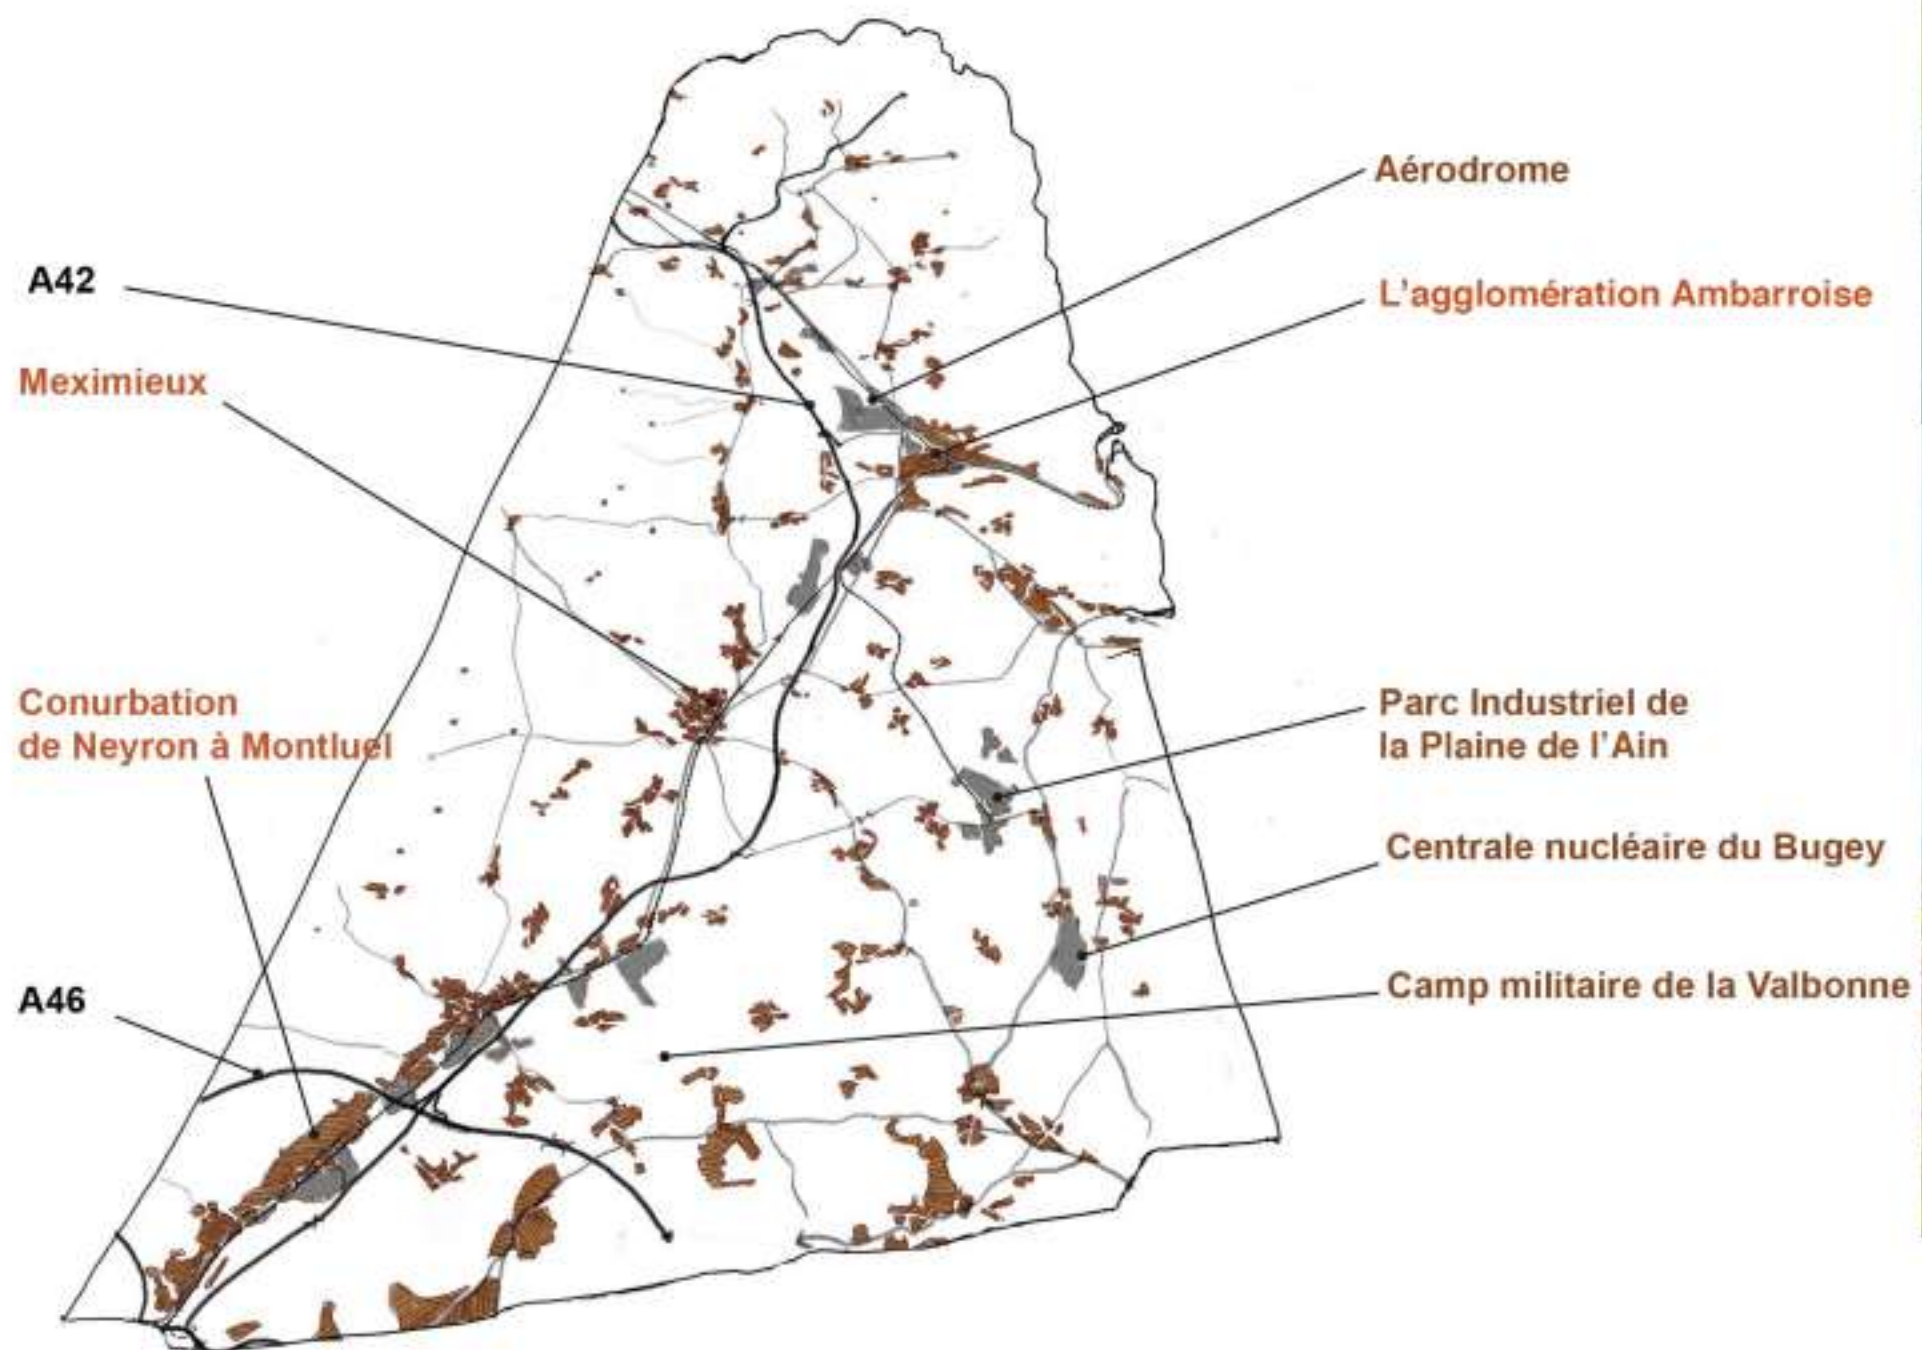 Aérodrome
A42
L'agglomération Ambarroise
Meximieux
Conurbation
de Neyron à Montluel
Parc Industriel de
la Plaine de l'Ain
Centrale nucléaire du Bugey
Camp militaire de la Valbonne
A46